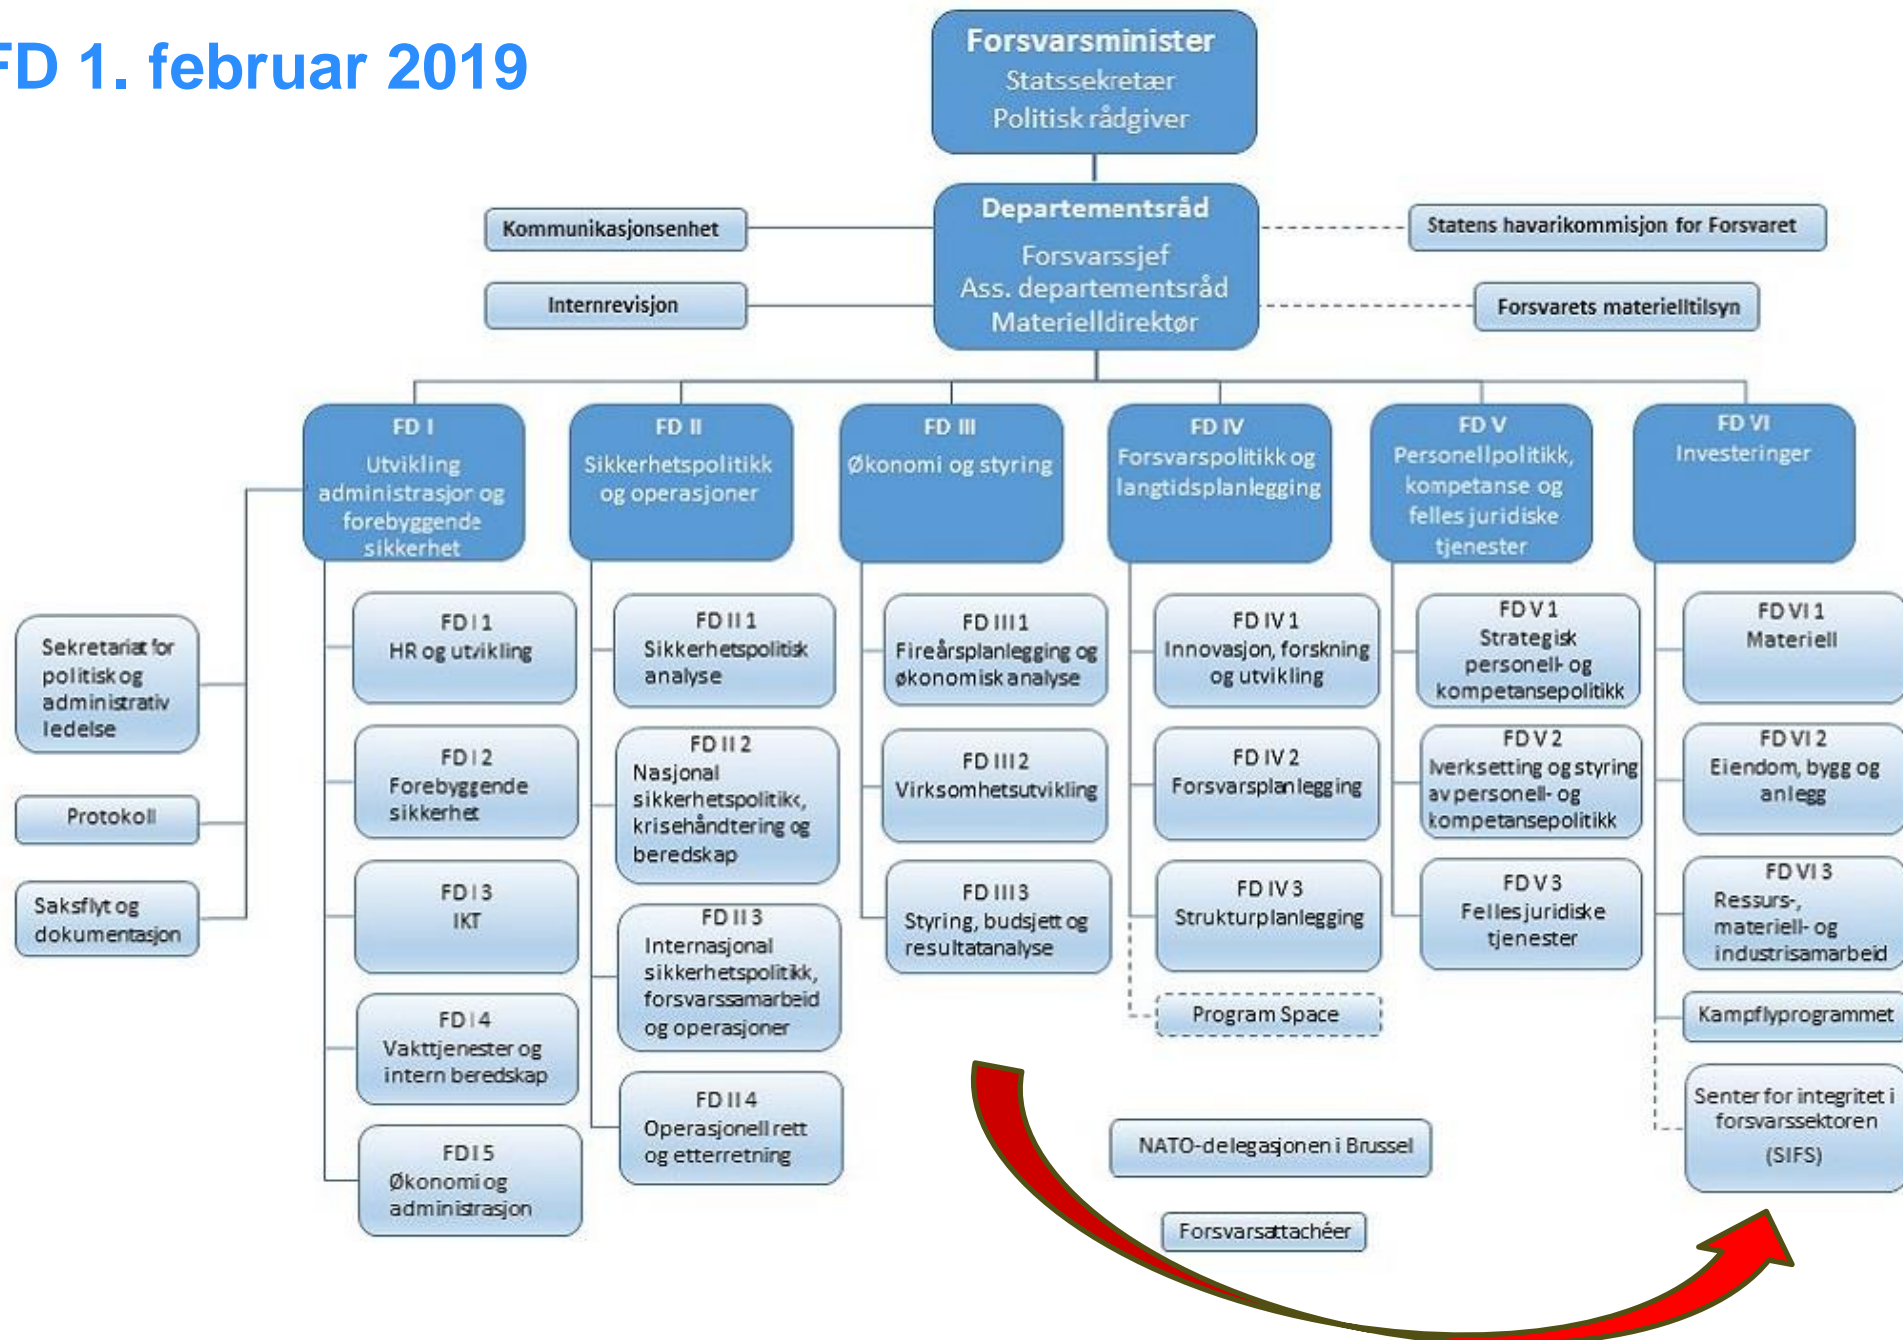 FD 1. februar 2019
Forsvarsminister
Statssekretær
Politisk rådgiver
Departementsråd
Forsvarssjef
Ass. departementsråd
Materielldirektør
Kommunikasjonsenhet
Internrevisjon
Statens havarikommisjon for Forsvaret
Forsvarets materielltilsyn
FD I
Utvikling
administrasjon og
forebyggende
sikkerhet
FD II
Sikkerhetspolitikk
og operasjoner
FD III
Økonomi og styring
FD IV
Forsvarspolitikk og
langtidsplanlegging
FD V
Personellpolitikk,
kompetanse og
felles juridiske
tjenester
FD VI
Investeringer
Sekretariat for
politisk og
administrativ
ledelse
Protokoll
Saksflyt og
dokumentasjon
FD I 1
HR og utvikling
FD I 2
Forebyggende
sikkerhet
FD I 3
IKT
FD I 4
Vakttjenester og
intern beredskap
FD I 5
Økonomi og
administrasjon
FD II 1
Sikkerhetspolitisk
analyse
FD II 2
Nasjonal
sikkerhetspolitikk,
krisehåndtering og
beredskap
FD II 3
Internasjonal
sikkerhetspolitikk,
forsvarssamarbeid
og operasjoner
FD II 4
Operasjonell rett
og etterretning
FD III 1
Fireårsplanlegging og
økonomisk analyse
FD III 2
Virksomhetsutvikling
FD III 3
Styring, budsjett og
resultatanalyse
FD IV 1
Innovasjon, forskning
og utvikling
FD IV 2
Forsvarsplanlegging
FD IV 3
Strukturplanlegging
Program Space
FD V 1
Strategisk
personell- og
kompetansepolitikk
FD V 2
Iverksetting og styring
av personell- og
kompetansepolitikk
FD V 3
Felles juridiske
tjenester
FD VI 1
Materiell
FD VI 2
Eiendom, bygg og
anlegg
FD VI 3
Ressurs-,
materiell- og
industrisamarbeid
Kampflyprogrammet
Senter for integritet i
forsvarssektoren
(SIFS)
NATO-delegasjonen i Brussel
Forsvarsattachéer